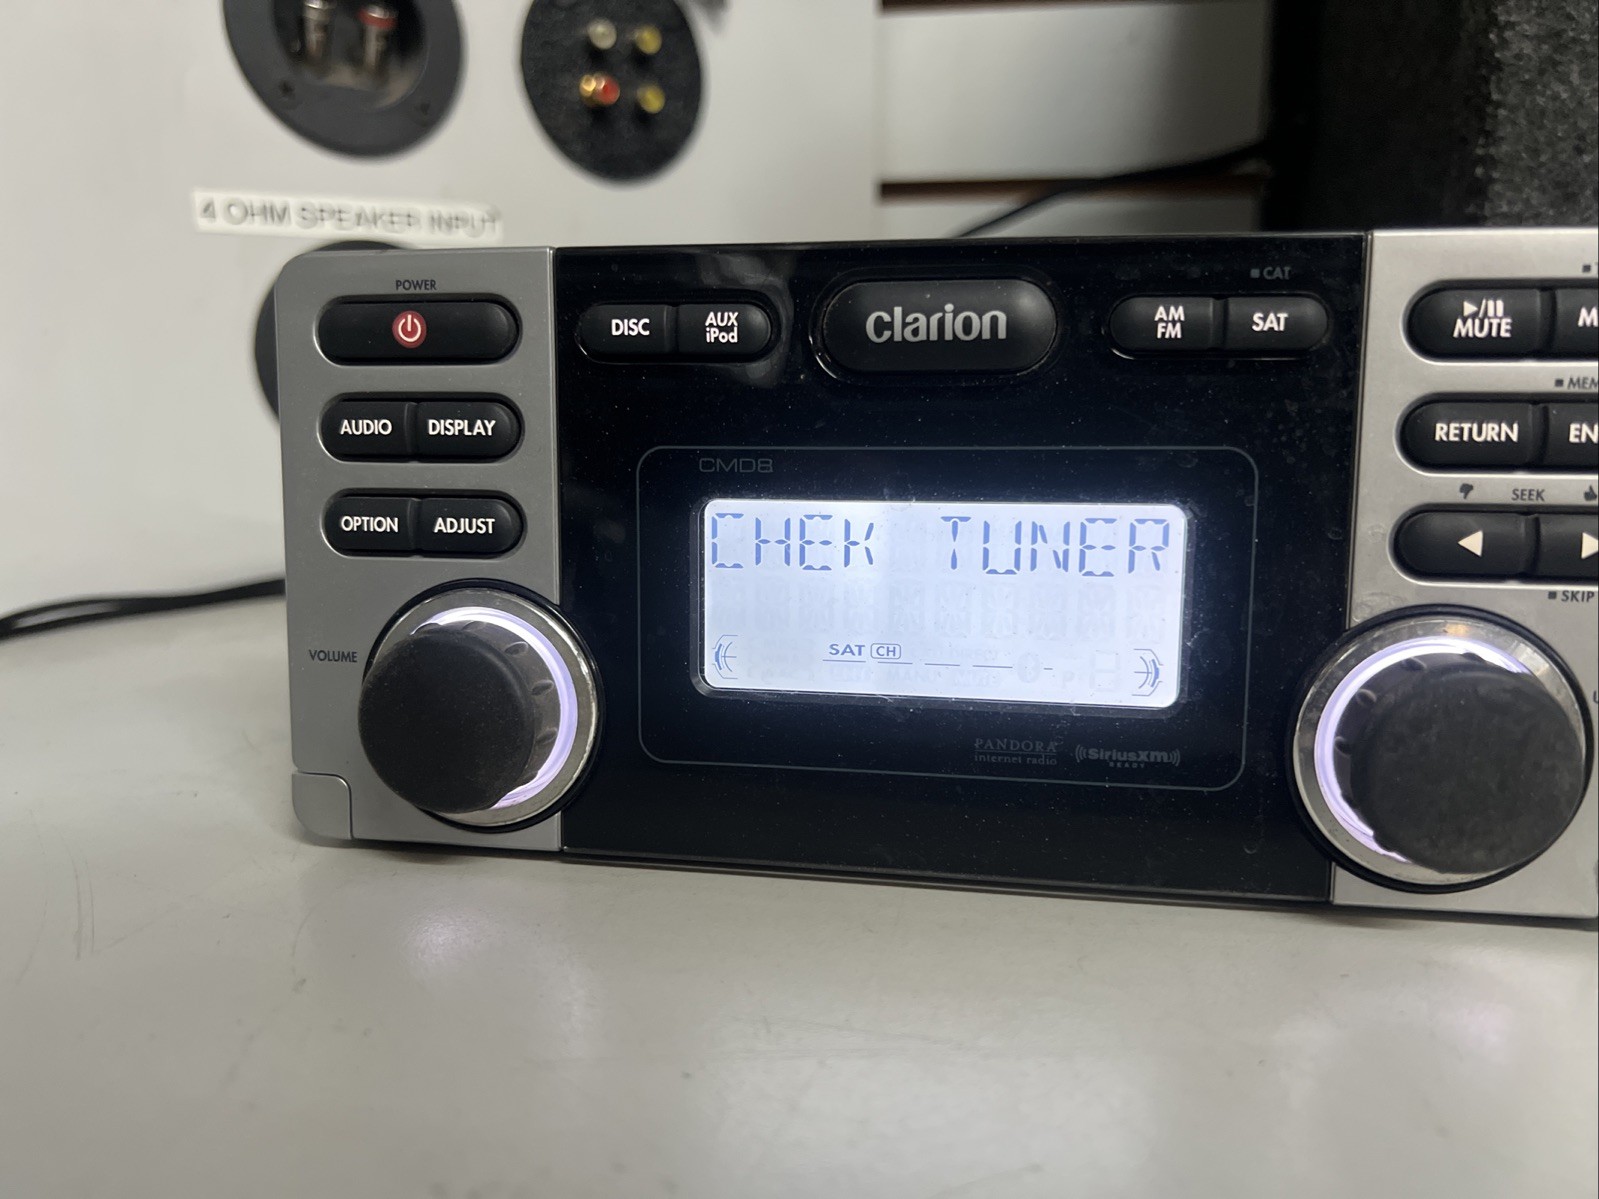 4 OHM SPEAKER INPUT
POWER
DISC
AUX
iPod
clarion
AM
FM
CAT
SAT
MUTE
AUDIO
DISPLAY
RETURN
OPTION
ADJUST
SEEK
CMD8
CHEK TUNER
SAT CH
VOLUME
SKIP
PANDORA
internet radio
SiriusXM
READY